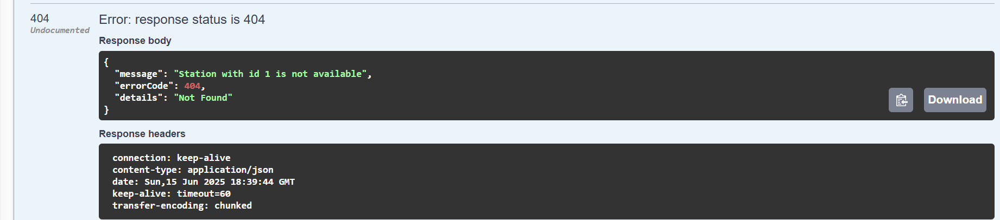 404
Undocumented
Error: response status is 404
Response body
{
  "message": "Station with id 1 is not available",
  "errorCode": 404,
  "details": "Not Found"
}
Download
Response headers
connection: keep-alive
content-type: application/json
date: Sun,15 Jun 2025 18:39:44 GMT
keep-alive: timeout=60
transfer-encoding: chunked